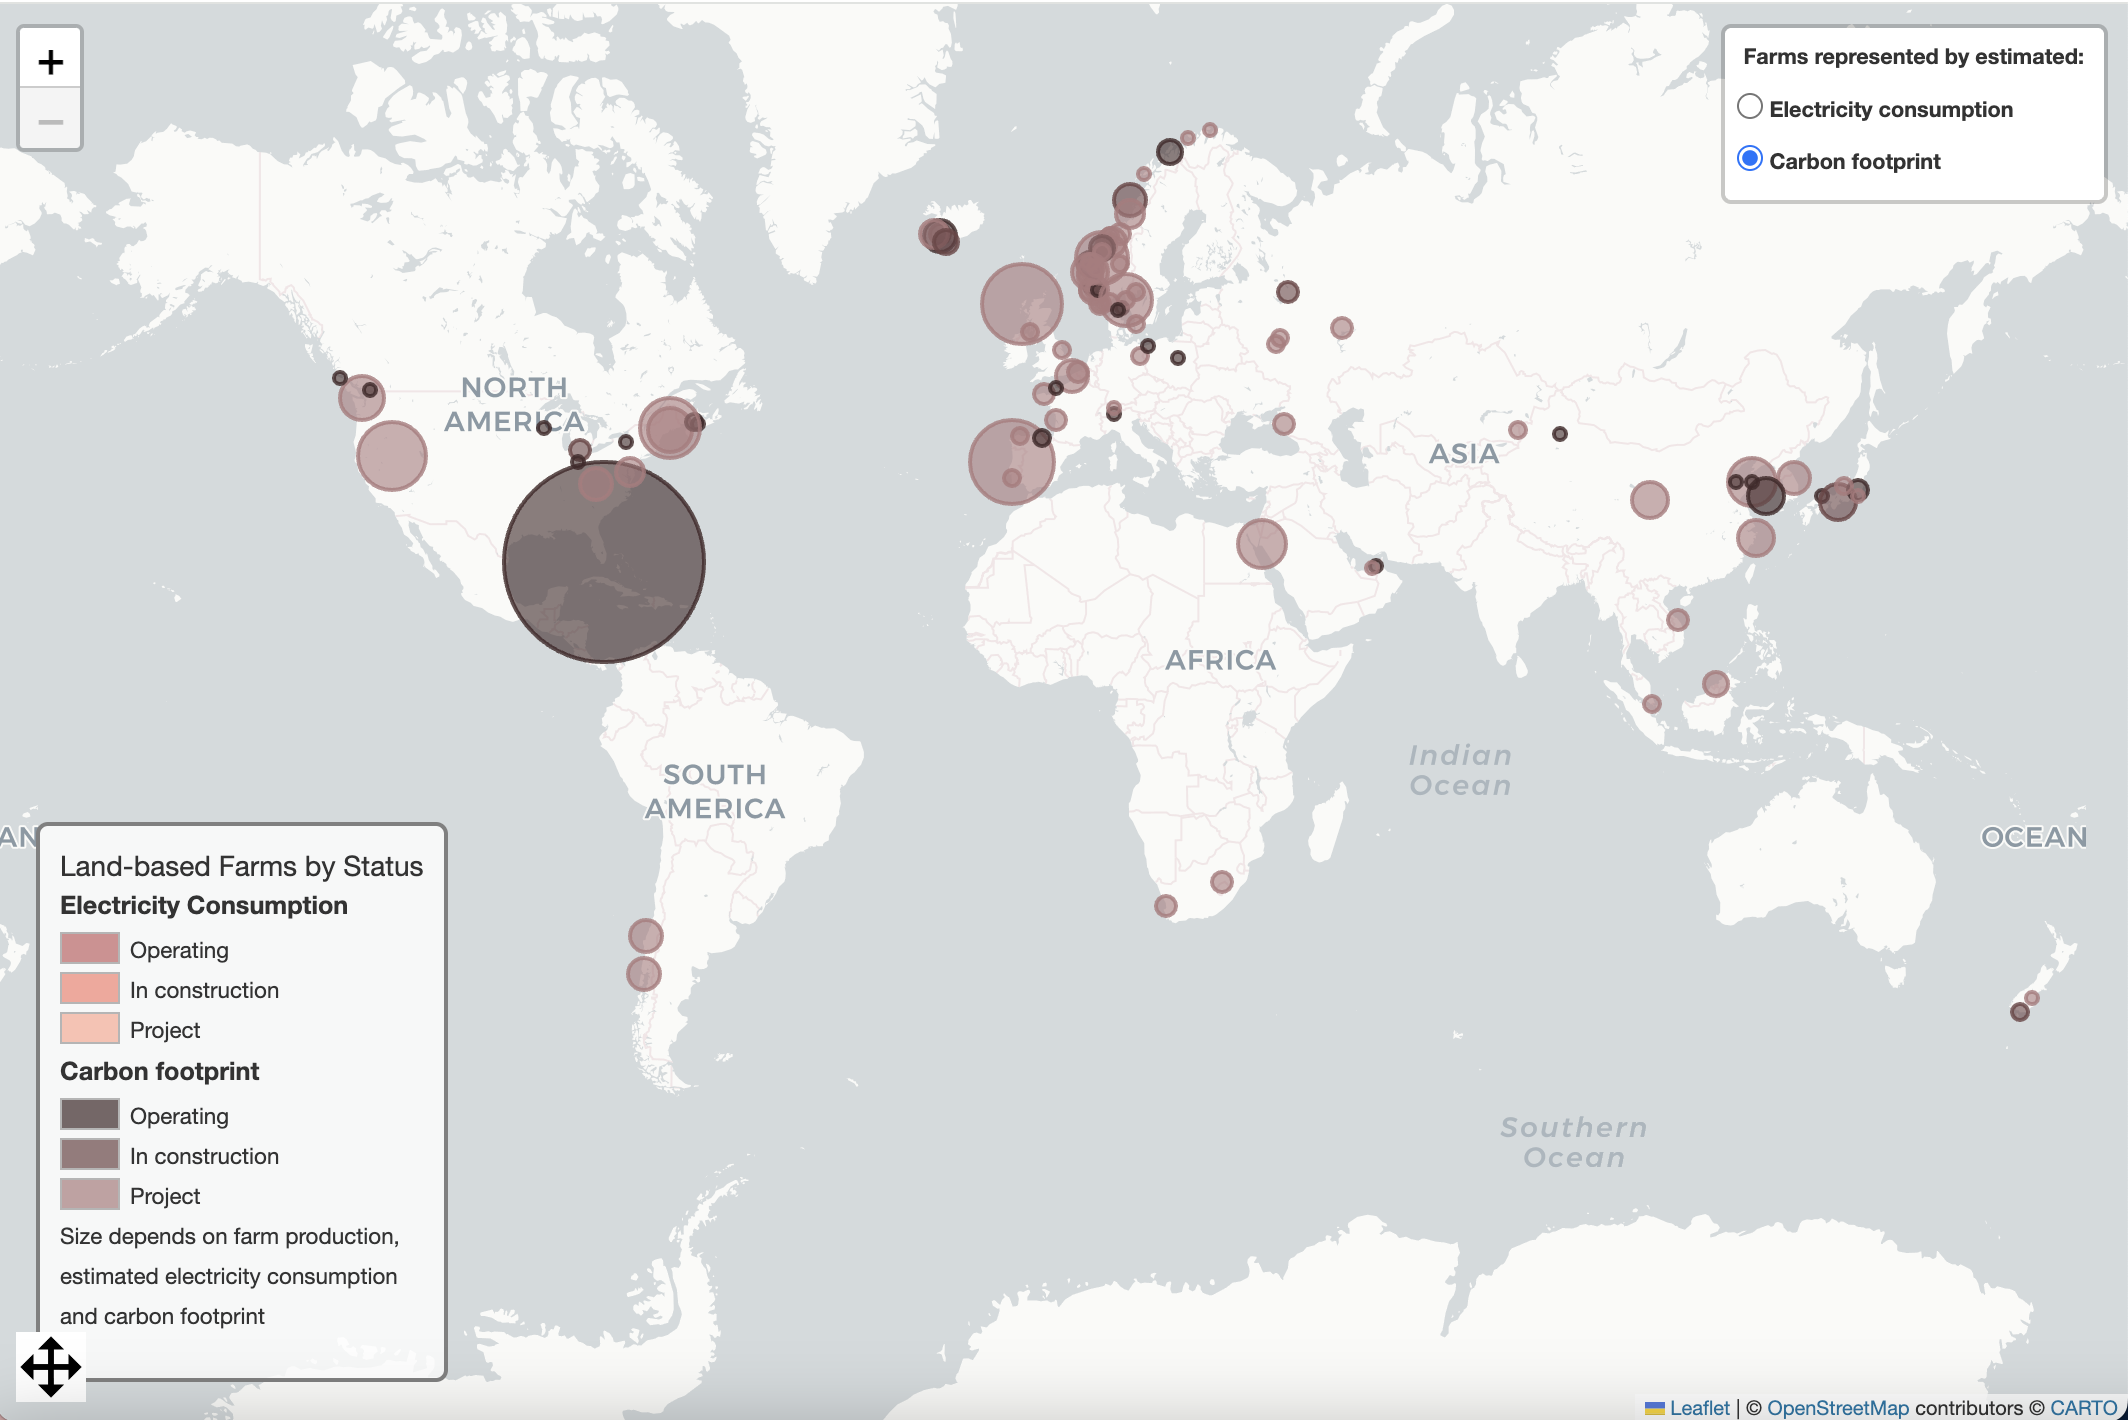 +
−
Farms represented by estimated:
Electricity consumption
Carbon footprint
NORTH
AMERICA
ASIA
AFRICA
SOUTH
AMERICA
Indian
Ocean
AN
OCEAN
Southern
Ocean
Land-based Farms by Status
Electricity Consumption
Operating
In construction
Project
Carbon footprint
Operating
In construction
Project
Size depends on farm production,
estimated electricity consumption
and carbon footprint
Leaflet | © OpenStreetMap contributors © CARTO